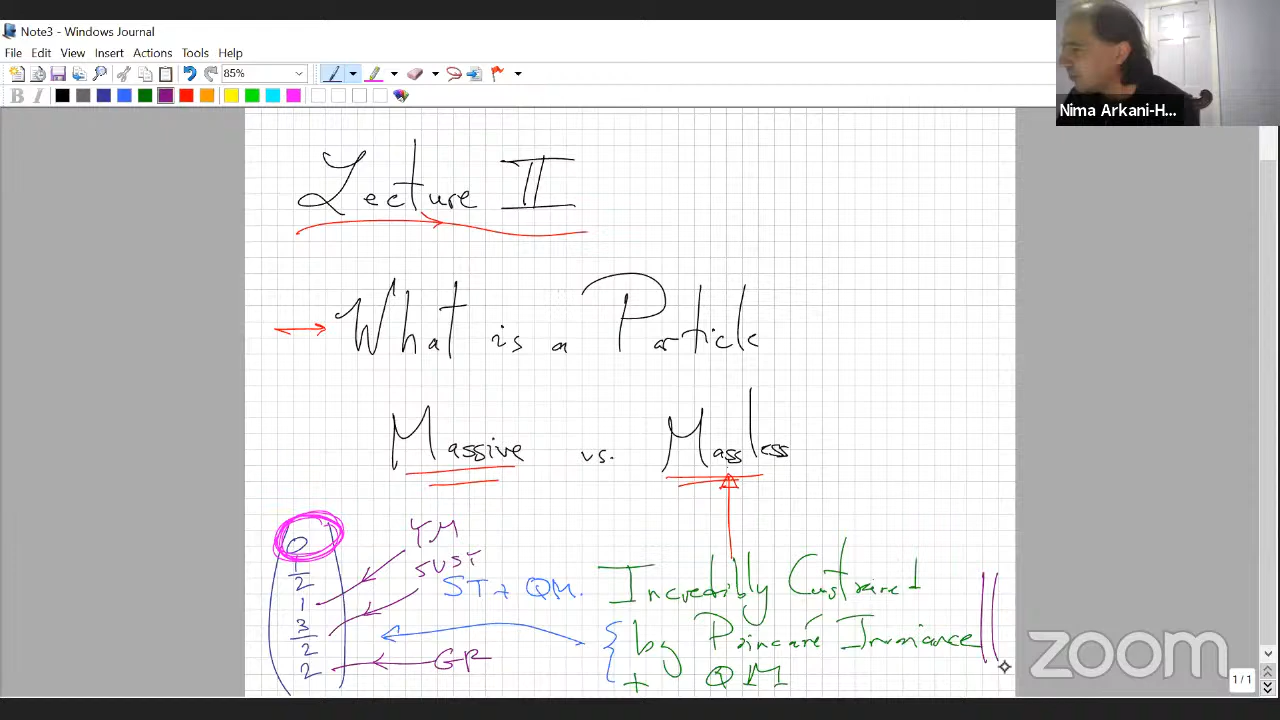 Note3 - Windows Journal
File Edit View Insert Actions Tools Help
85%
B I
Nima Arkani-H...
Lecture II
What is a Particle
Massive vs. Massless
0
1/2
1
3/2
2
YM
SUSY
GR
ST + QM.
Incredibly Constrained
by Poincaré Invariance
+ QM
zoom
1/1